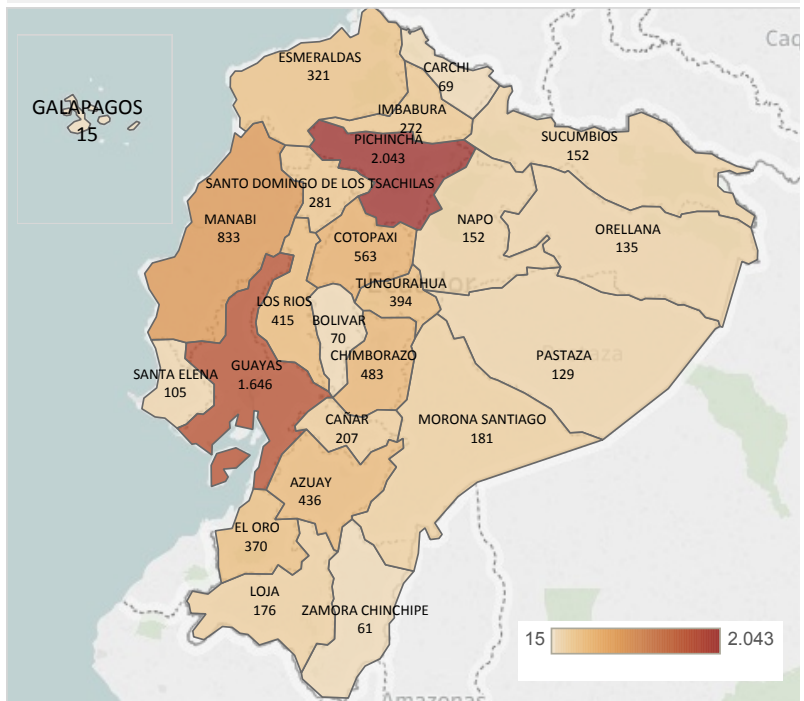 Caq
ESMERALDAS
321
CARCHI
69
GALAPAGOS
15
IMBABURA
272
PICHINCHA
2.043
SUCUMBIOS
152
SANTO DOMINGO DE LOS TSACHILAS
281
MANABI
833
NAPO
152
ORELLANA
135
COTOPAXI
563
Ecuador
TUNGURAHUA
394
LOS RIOS
415
BOLIVAR
70
CHIMBORAZO
483
PASTAZA
129
SANTA ELENA
105
GUAYAS
1.646
CAÑAR
207
MORONA SANTIAGO
181
AZUAY
436
EL ORO
370
LOJA
176
ZAMORA CHINCHIPE
61
15
2.043
Amazonas